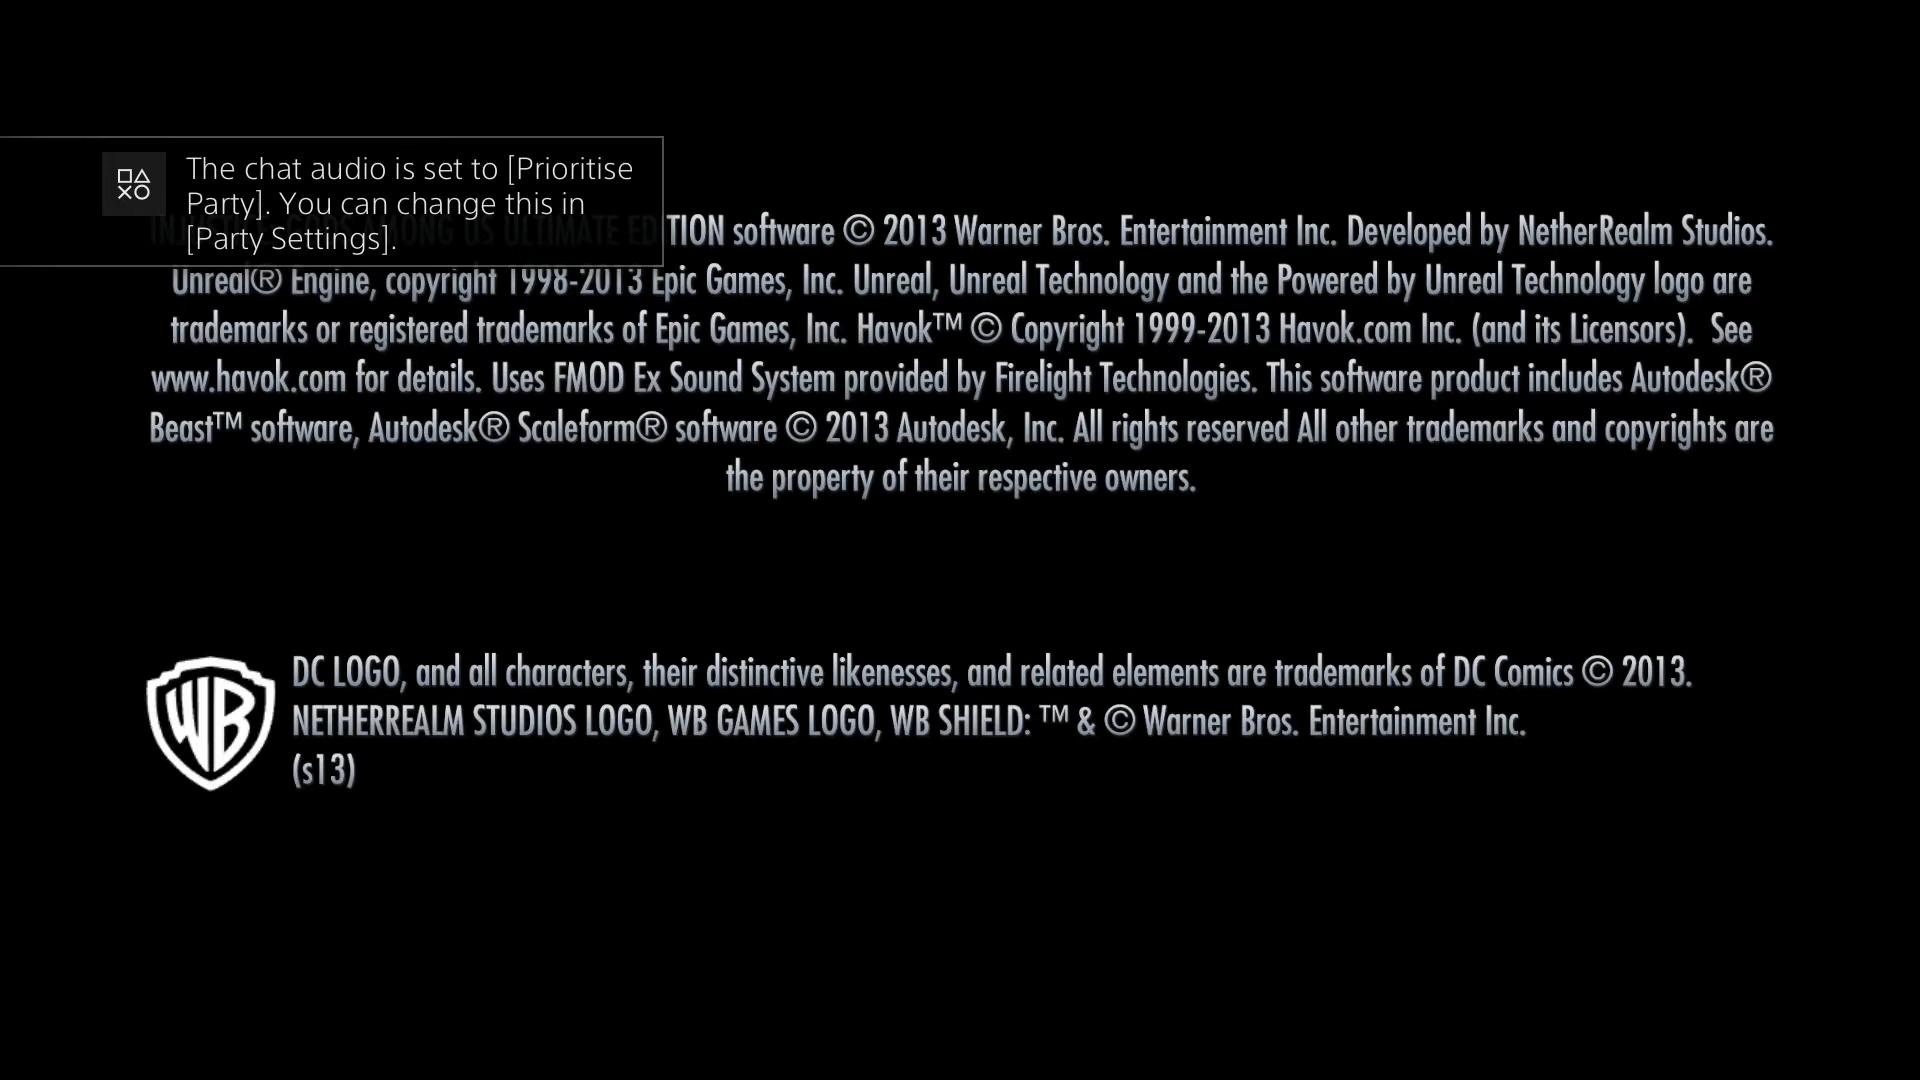 The chat audio is set to [Prioritise
Party]. You can change this in
[Party Settings].
INJUSTICE: GODS AMONG US ULTIMATE EDITION software © 2013 Warner Bros. Entertainment Inc. Developed by NetherRealm Studios.
Unreal® Engine, copyright 1998-2013 Epic Games, Inc. Unreal, Unreal Technology and the Powered by Unreal Technology logo are
trademarks or registered trademarks of Epic Games, Inc. Havok™ © Copyright 1999-2013 Havok.com Inc. (and its Licensors).  See
www.havok.com for details. Uses FMOD Ex Sound System provided by Firelight Technologies. This software product includes Autodesk®
Beast™ software, Autodesk® Scaleform® software © 2013 Autodesk, Inc. All rights reserved All other trademarks and copyrights are
the property of their respective owners.
WB
DC LOGO, and all characters, their distinctive likenesses, and related elements are trademarks of DC Comics © 2013.
NETHERREALM STUDIOS LOGO, WB GAMES LOGO, WB SHIELD: ™ & © Warner Bros. Entertainment Inc.
(s13)